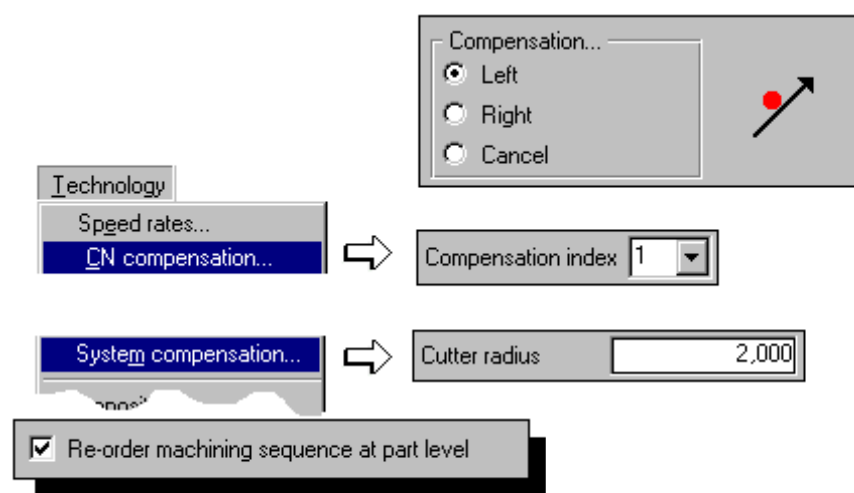 Compensation...
Left
Right
Cancel
Technology
Speed rates...
CN compensation...
Compensation index 1
System compensation...
Cutter radius 2,000
Re-order machining sequence at part level